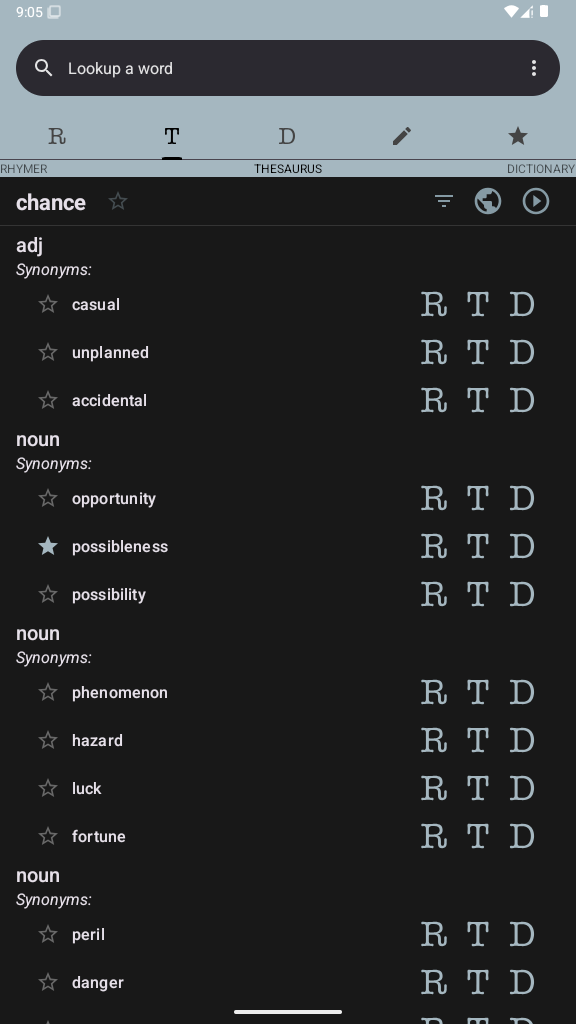 9:05
Lookup a word
R T D
RHYMER THESAURUS DICTIONARY
chance
adj
Synonyms:
casual R T D
unplanned R T D
accidental R T D
noun
Synonyms:
opportunity R T D
possibleness R T D
possibility R T D
noun
Synonyms:
phenomenon R T D
hazard R T D
luck R T D
fortune R T D
noun
Synonyms:
peril R T D
danger R T D